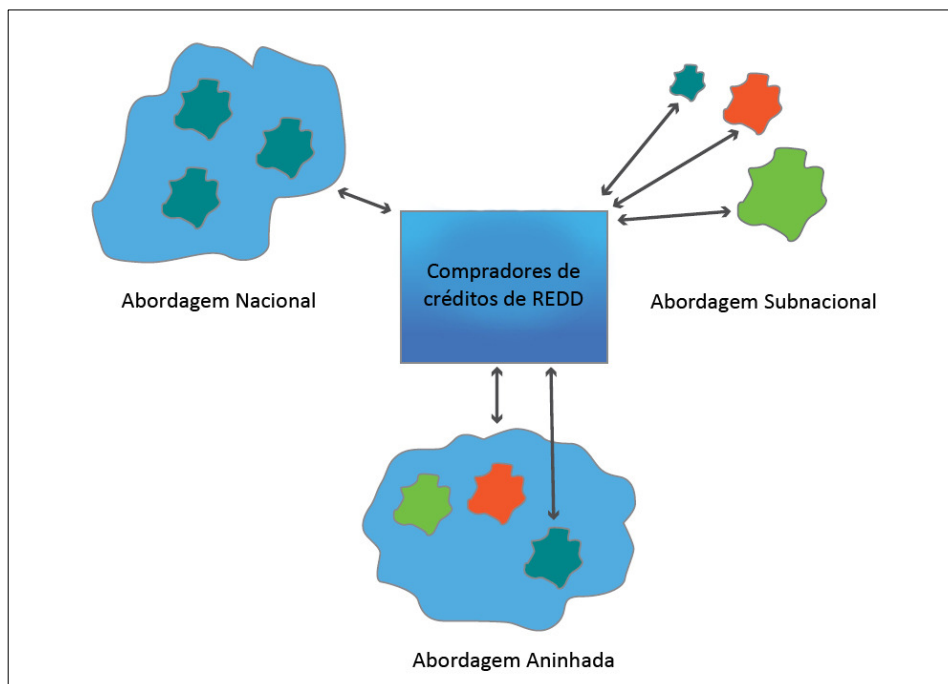 Abordagem Nacional
Compradores de
créditos de REDD
Abordagem Subnacional
Abordagem Aninhada